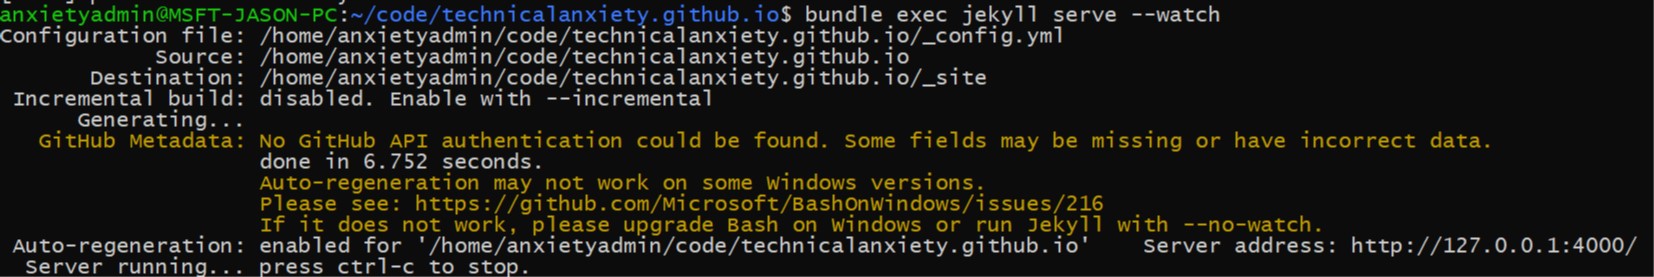 anxietyadmin@MSFT-JASON-PC:~/code/technicalanxiety.github.io$ bundle exec jekyll serve --watch
Configuration file: /home/anxietyadmin/code/technicalanxiety.github.io/_config.yml
Source: /home/anxietyadmin/code/technicalanxiety.github.io
Destination: /home/anxietyadmin/code/technicalanxiety.github.io/_site
Incremental build: disabled. Enable with --incremental
Generating...
GitHub Metadata: No GitHub API authentication could be found. Some fields may be missing or have incorrect data.
done in 6.752 seconds.
Auto-regeneration may not work on some Windows versions.
Please see: https://github.com/Microsoft/BashOnWindows/issues/216
If it does not work, please upgrade Bash on Windows or run Jekyll with --no-watch.
Auto-regeneration: enabled for '/home/anxietyadmin/code/technicalanxiety.github.io'    Server address: http://127.0.0.1:4000/
Server running... press ctrl-c to stop.